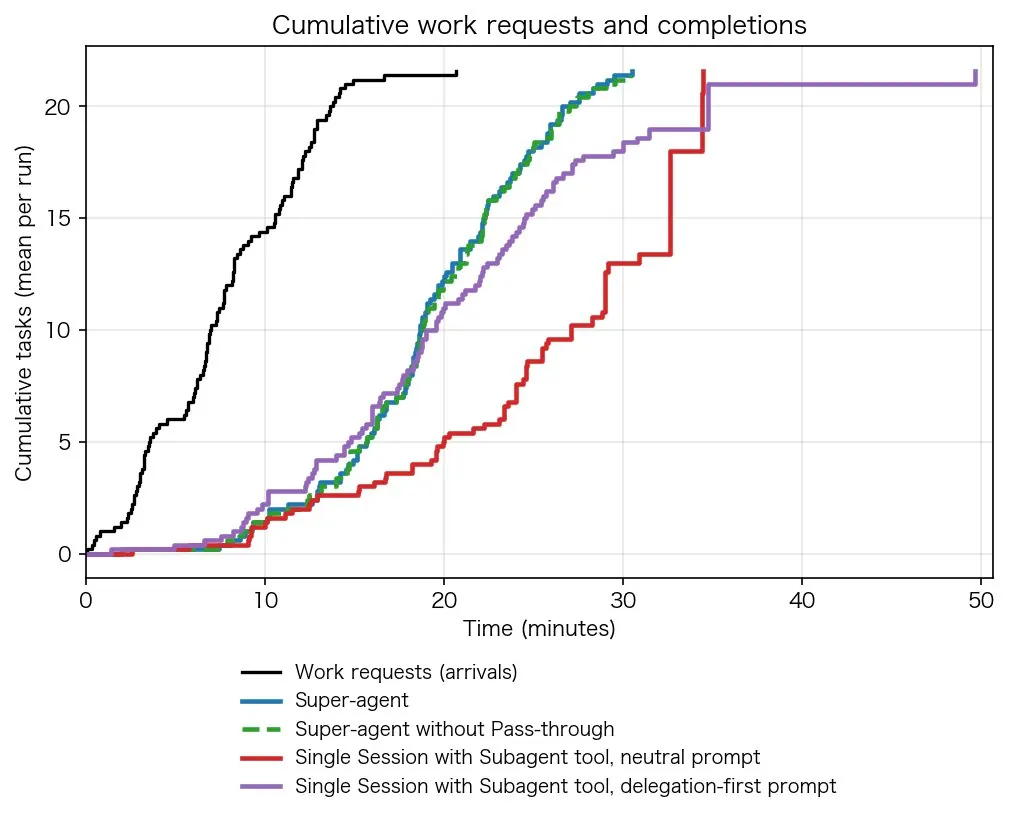 Cumulative work requests and completions
Cumulative tasks (mean per run)
20
15
10
5
0
0 10 20 30 40 50
Time (minutes)
Work requests (arrivals)
Super-agent
Super-agent without Pass-through
Single Session with Subagent tool, neutral prompt
Single Session with Subagent tool, delegation-first prompt